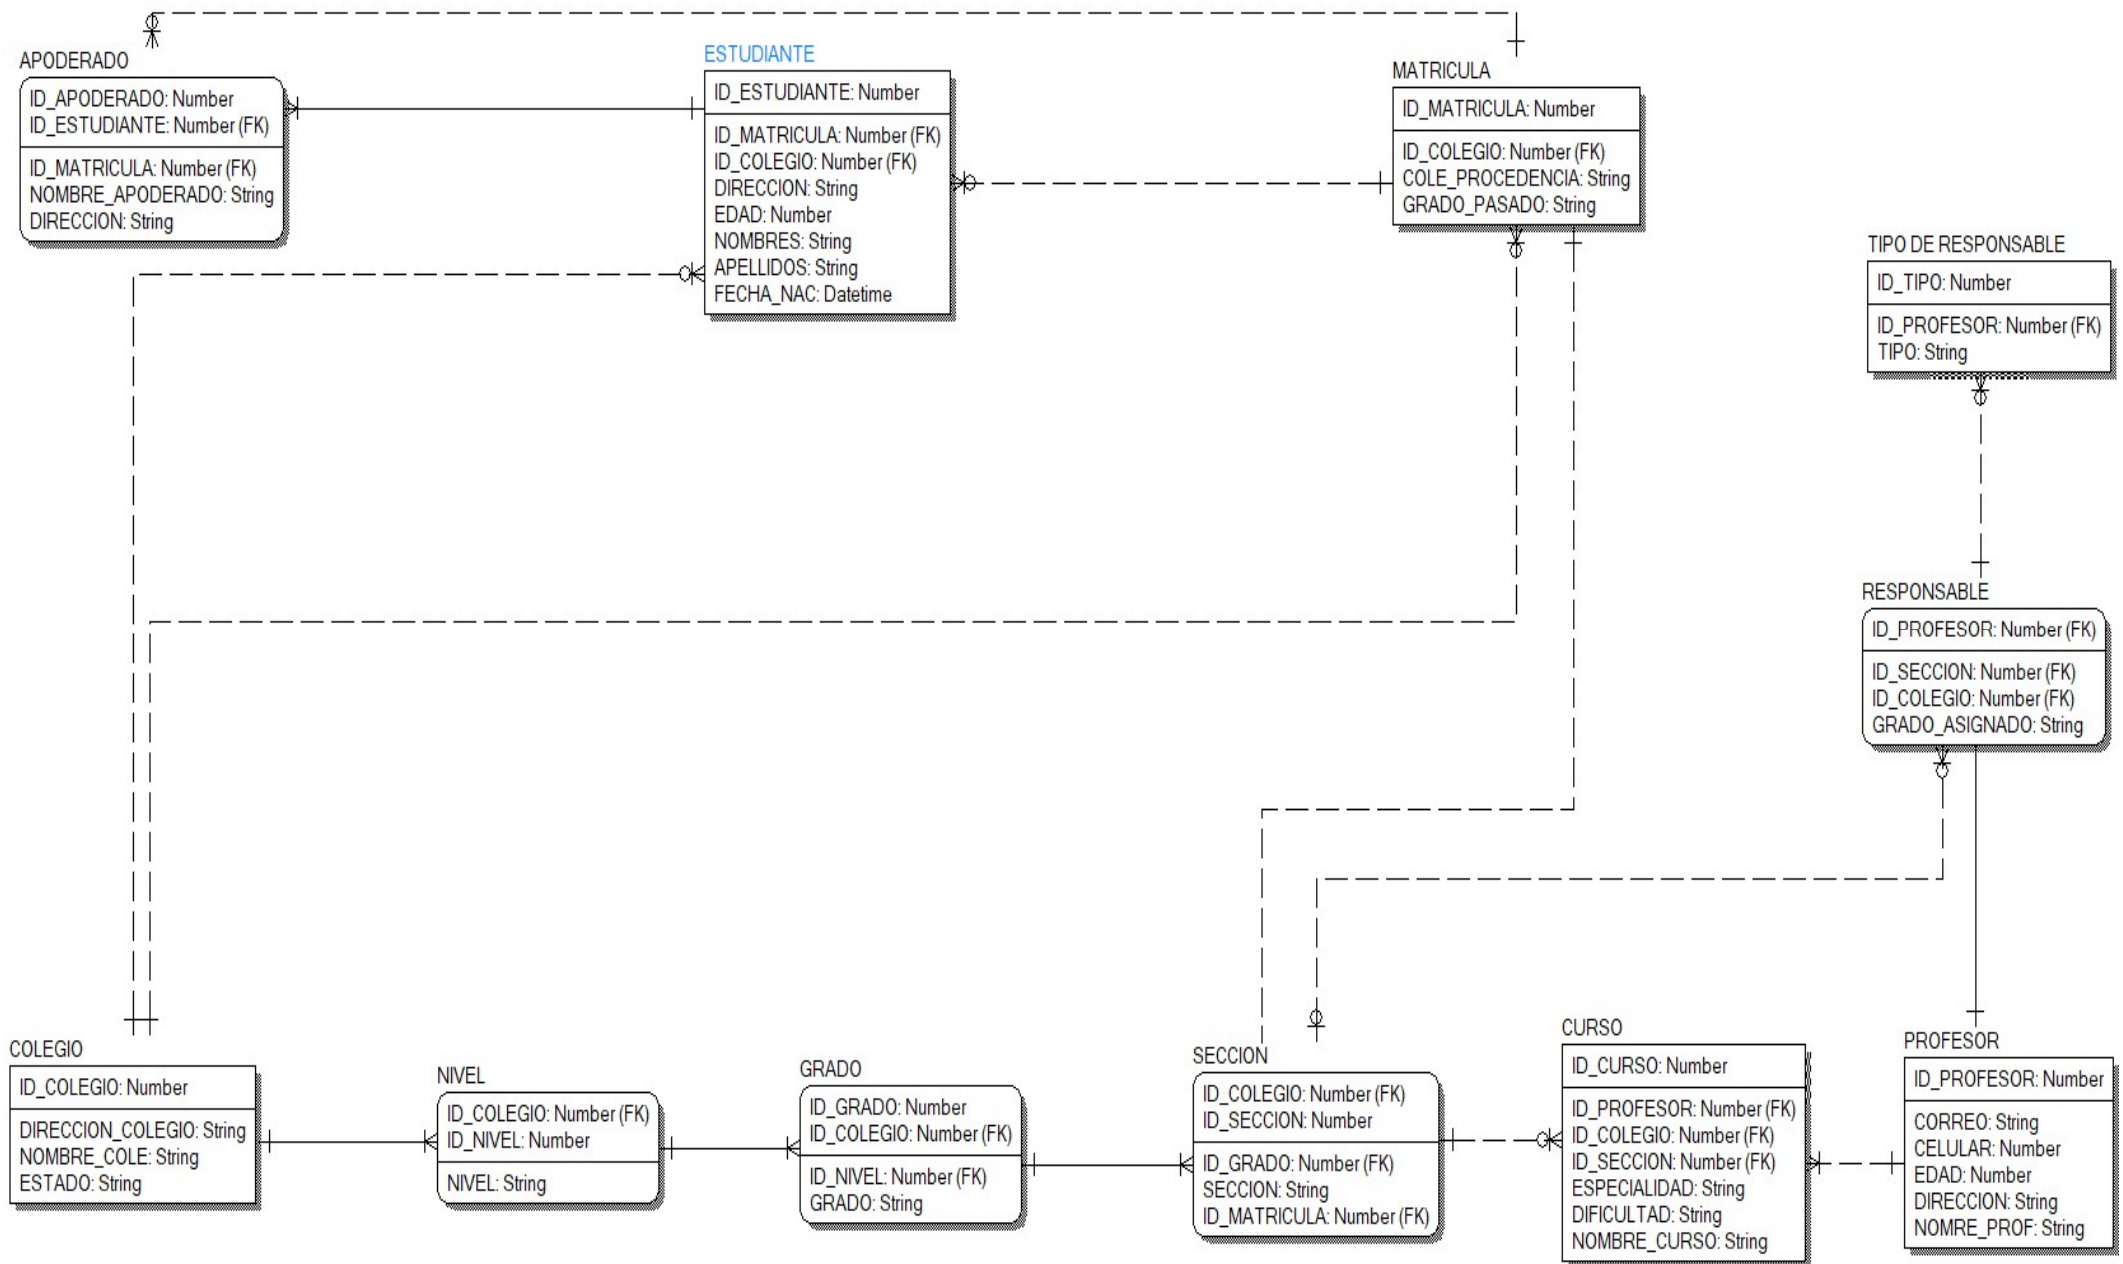 APODERADO
ID_APODERADO: Number
ID_ESTUDIANTE: Number (FK)
ID_MATRICULA: Number (FK)
NOMBRE_APODERADO: String
DIRECCION: String
ESTUDIANTE
ID_ESTUDIANTE: Number
ID_MATRICULA: Number (FK)
ID_COLEGIO: Number (FK)
DIRECCION: String
EDAD: Number
NOMBRES: String
APELLIDOS: String
FECHA_NAC: Datetime
MATRICULA
ID_MATRICULA: Number
ID_COLEGIO: Number (FK)
COLE_PROCEDENCIA: String
GRADO_PASADO: String
TIPO DE RESPONSABLE
ID_TIPO: Number
ID_PROFESOR: Number (FK)
TIPO: String
RESPONSABLE
ID_PROFESOR: Number (FK)
ID_SECCION: Number (FK)
ID_COLEGIO: Number (FK)
GRADO_ASIGNADO: String
COLEGIO
ID_COLEGIO: Number
DIRECCION_COLEGIO: String
NOMBRE_COLE: String
ESTADO: String
NIVEL
ID_COLEGIO: Number (FK)
ID_NIVEL: Number
NIVEL: String
GRADO
ID_GRADO: Number
ID_COLEGIO: Number (FK)
ID_NIVEL: Number (FK)
GRADO: String
SECCION
ID_COLEGIO: Number (FK)
ID_SECCION: Number
ID_GRADO: Number (FK)
SECCION: String
ID_MATRICULA: Number (FK)
CURSO
ID_CURSO: Number
ID_PROFESOR: Number (FK)
ID_COLEGIO: Number (FK)
ID_SECCION: Number (FK)
ESPECIALIDAD: String
DIFICULTAD: String
NOMBRE_CURSO: String
PROFESOR
ID_PROFESOR: Number
CORREO: String
CELULAR: Number
EDAD: Number
DIRECCION: String
NOMRE_PROF: String